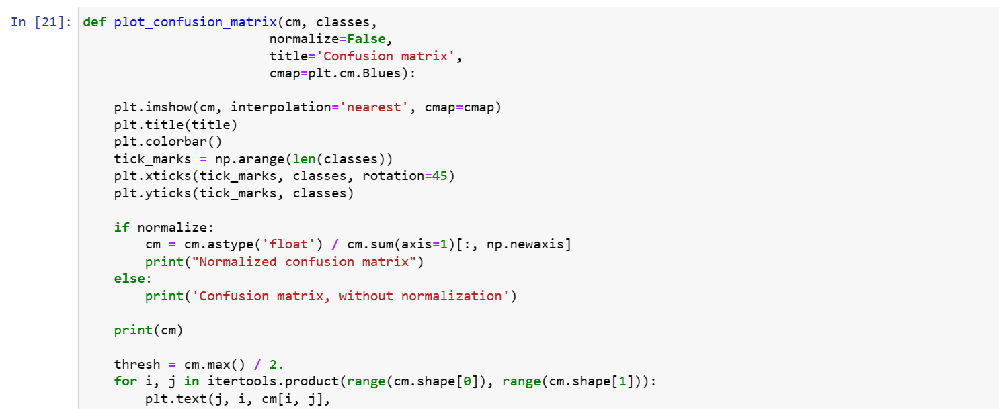 In [21]: def plot_confusion_matrix(cm, classes,
                        normalize=False,
                        title='Confusion matrix',
                        cmap=plt.cm.Blues):

    plt.imshow(cm, interpolation='nearest', cmap=cmap)
    plt.title(title)
    plt.colorbar()
    tick_marks = np.arange(len(classes))
    plt.xticks(tick_marks, classes, rotation=45)
    plt.yticks(tick_marks, classes)

    if normalize:
        cm = cm.astype('float') / cm.sum(axis=1)[:, np.newaxis]
        print("Normalized confusion matrix")
    else:
        print('Confusion matrix, without normalization')

    print(cm)

    thresh = cm.max() / 2.
    for i, j in itertools.product(range(cm.shape[0]), range(cm.shape[1])):
        plt.text(j, i, cm[i, j],